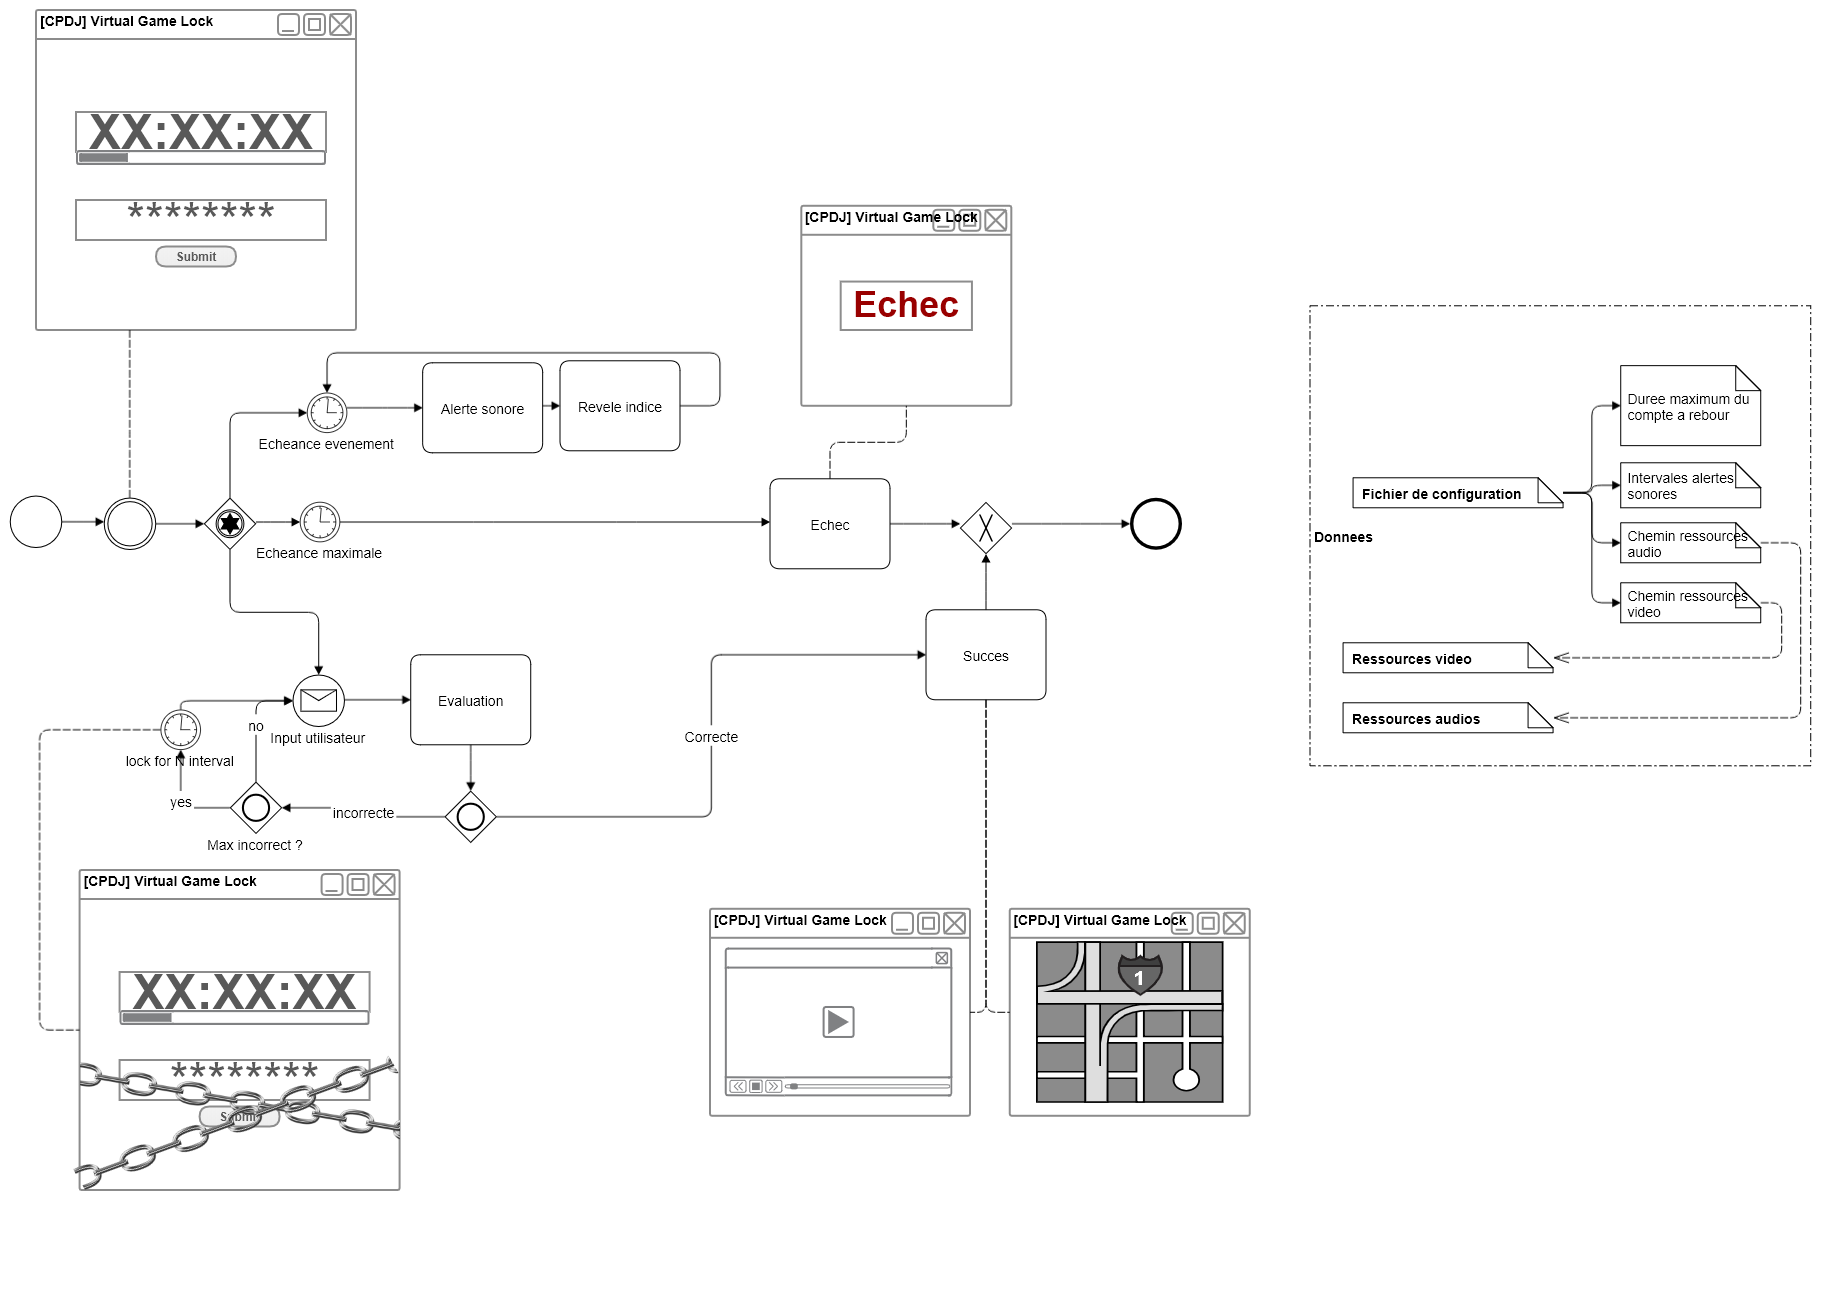 [CPDJ] Virtual Game Lock
XX:XX:XX
********
Submit
[CPDJ] Virtual Game Lock
Echec
Alerte sonore
Revele indice
Echeance evenement
Echec
Echeance maximale
Succes
Evaluation
no
Input utilisateur
lock for N interval
Correcte
yes
incorrecte
Max incorrect ?
[CPDJ] Virtual Game Lock
XX:XX:XX
********
Submit
[CPDJ] Virtual Game Lock
[CPDJ] Virtual Game Lock
1
Donnees
Fichier de configuration
Duree maximum du
compte a rebour
Intervales alertes
sonores
Chemin ressources
audio
Chemin ressources
video
Ressources video
Ressources audios